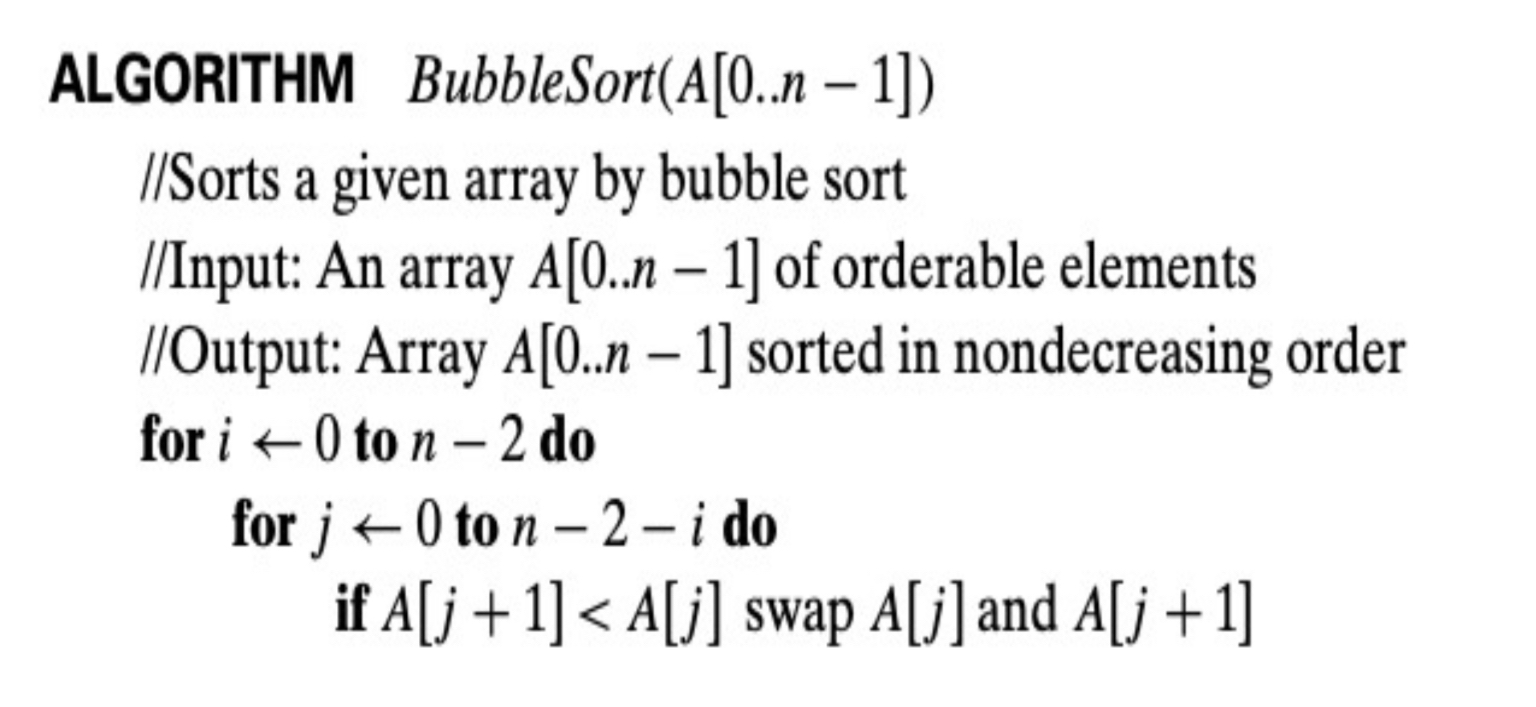 ALGORITHM BubbleSort(A[0..n – 1])
//Sorts a given array by bubble sort
//Input: An array A[0..n – 1] of orderable elements
//Output: Array A[0..n – 1] sorted in nondecreasing order
for i ← 0 to n – 2 do
for j ← 0 to n – 2 – i do
if A[j + 1] < A[j] swap A[j] and A[j + 1]